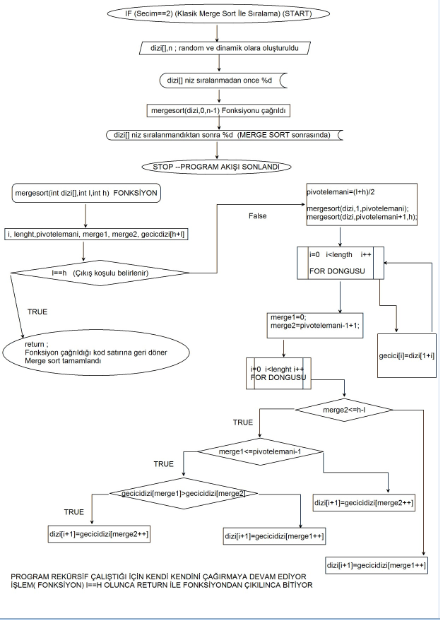 IF (Secim==2) (Klasik Merge Sort İle Sıralama) (START)
dizi[],n ; random ve dinamik olara oluşturuldu
dizi[] niz sıralanmadan önce %d
mergesort(dizi,0,n-1) Fonksiyonu çağrıldı
dizi[] niz sıralanmandıktan sonra %d (MERGE SORT sonrasında)
STOP --PROGRAM AKIŞI SONLANDI
mergesort(int dizi[],int l,int h) FONKSİYON
i, lenght,pivotelemani, merge1, merge2, gecicdizi[h+l]
l==h (Çıkış koşulu belirlenir)
False
TRUE
return ;
Fonksiyon çağrıldığı kod satırına geri döner
Merge sort tamamlandı
pivotelemani=(l+h)/2
mergesort(dizi,1,pivotelemani);
mergesort(dizi,pivotelemani+1,h);
i=0 i<length i++
FOR DONGUSU
gecici[i]=dizi[1+i]
merge1=0;
merge2=pivotelemani-1+1;
i=0 i<lenght i++
FOR DONGUSU
merge2<=h-l
TRUE
merge1<=pivotelemani-1
TRUE
gecicidizi[merge1]>gecicidizi[merge2]
TRUE
dizi[i+1]=gecicidizi[merge2++]
dizi[i+1]=gecicidizi[merge1++]
dizi[i+1]=gecicidizi[merge2++]
dizi[i+1]=gecicidizi[merge1++]
PROGRAM REKÜRSİF ÇALIŞTIĞI İÇİN KENDİ KENDİNİ ÇAĞIRMAYA DEVAM EDİYOR
İŞLEM( FONKSİYON) l==H OLUNCA RETURN İLE FONKSİYONDAN ÇIKILINCA BİTİYOR